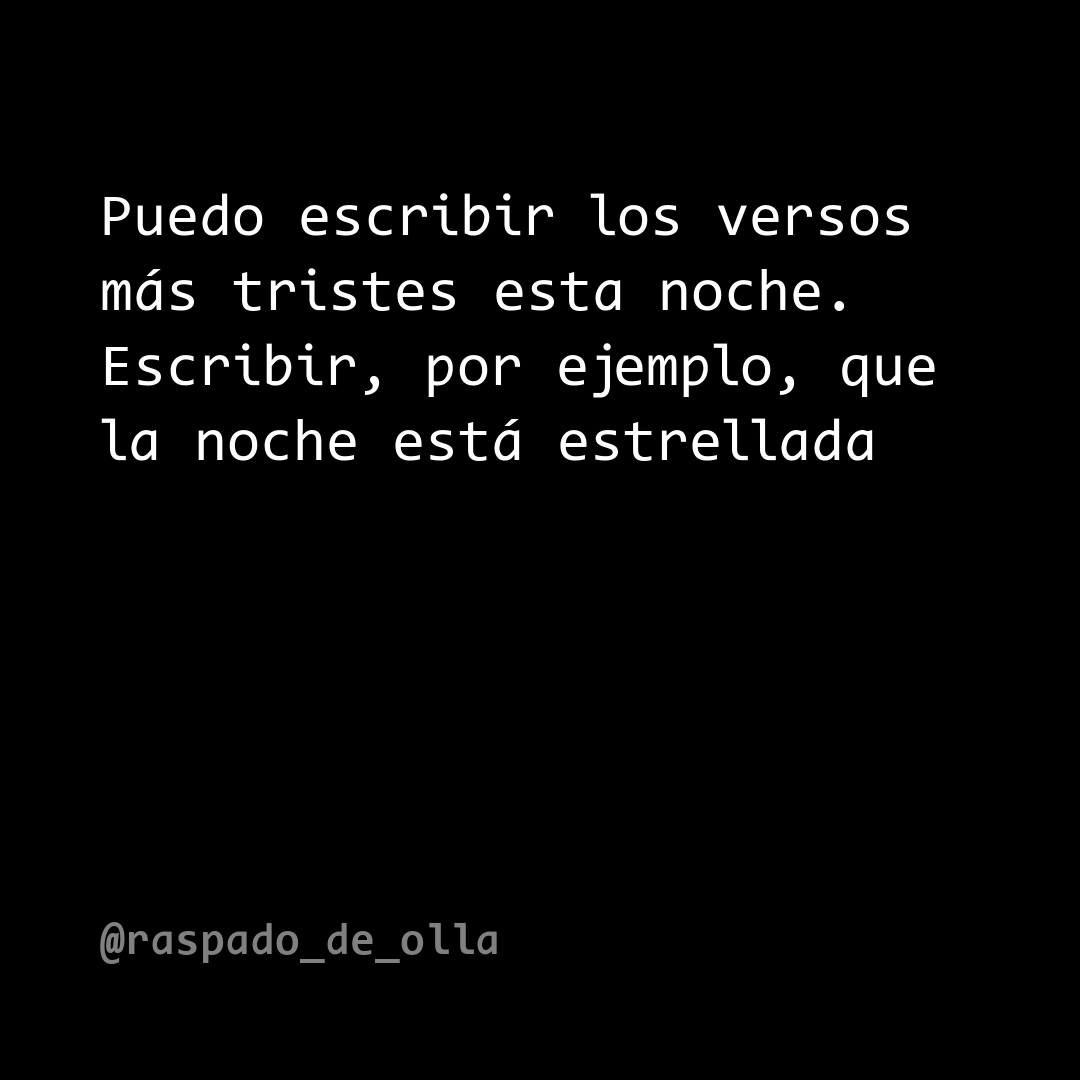 Puedo escribir los versos
más tristes esta noche.
Escribir, por ejemplo, que
la noche está estrellada
@raspado_de_olla